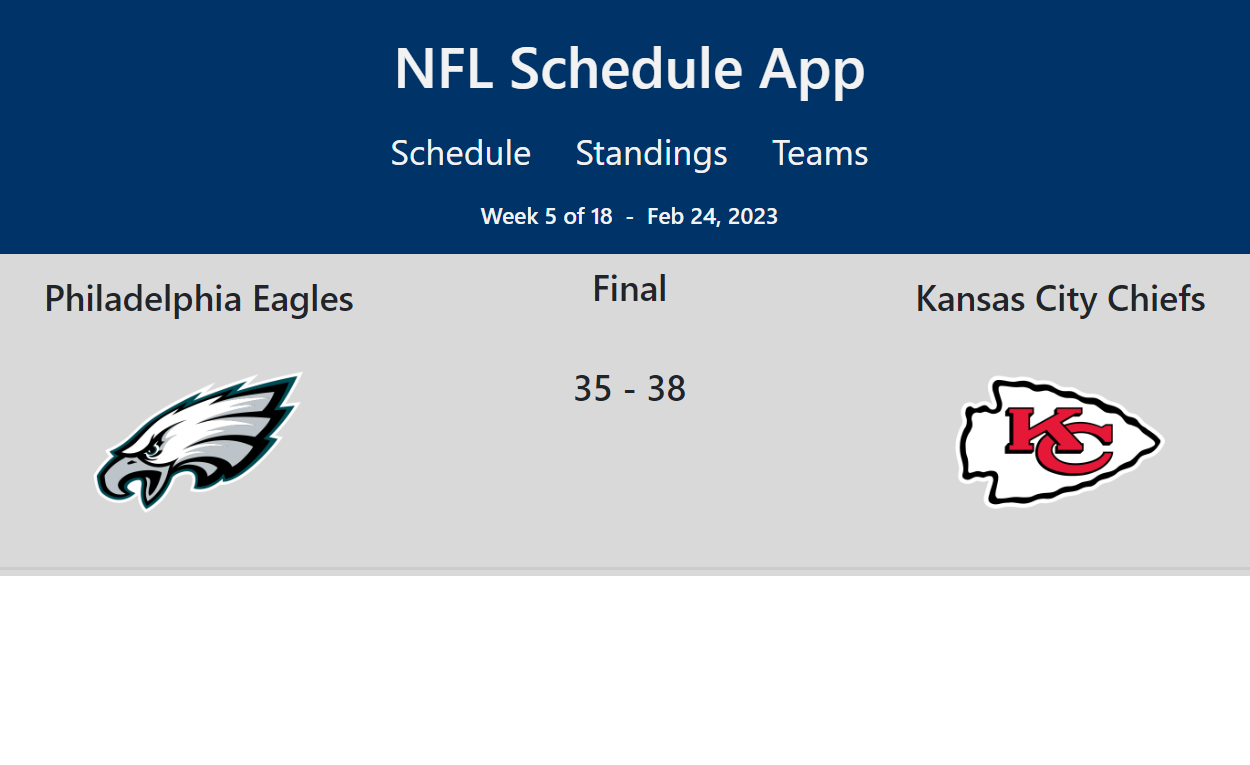 NFL Schedule App
Schedule Standings Teams
Week 5 of 18 - Feb 24, 2023
Philadelphia Eagles
Final
Kansas City Chiefs
35 - 38
KC